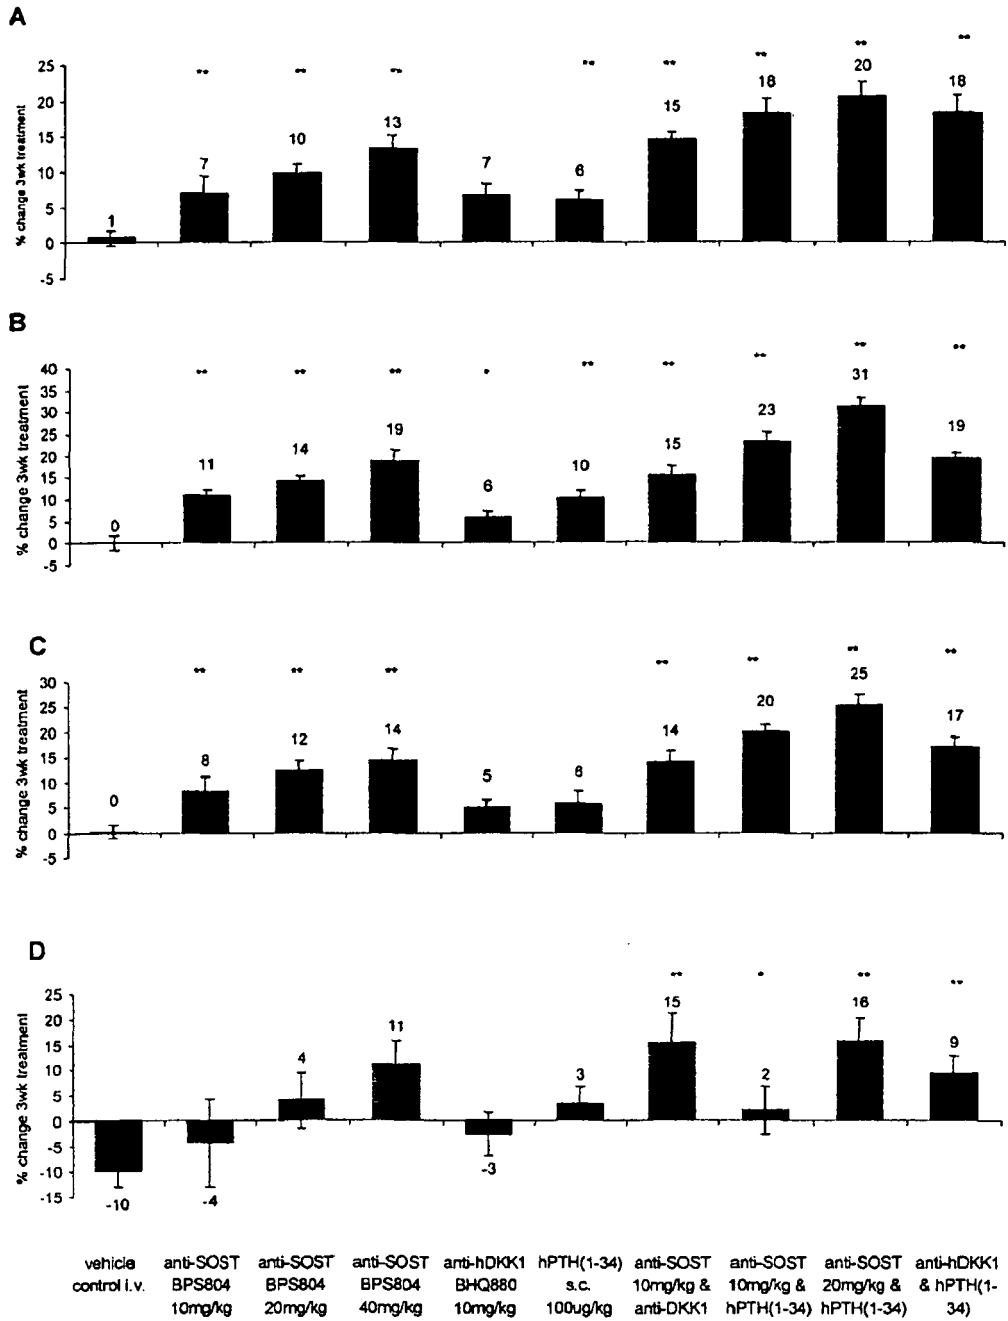 A
** ** ** ** ** ** ** **
% change 3wk treatment
25
20
15
10
5
0
-5
1 7 10 13 7 6 15 18 20 18
B
** ** ** * ** ** ** ** **
% change 3wk treatment
40
35
30
25
20
15
10
5
0
-5
0 11 14 19 6 10 15 23 31 19
C
** ** ** ** ** ** **
% change 3wk treatment
30
25
20
15
10
5
0
-5
0 8 12 14 5 6 14 20 25 17
D
** * ** **
% change 3wk treatment
25
20
15
10
5
0
-5
-10
-15
-10 -4 4 11 -3 3 15 2 16 9
vehicle control i.v.
anti-SOST BPS804 10mg/kg
anti-SOST BPS804 20mg/kg
anti-SOST BPS804 40mg/kg
anti-hDKK1 BHQ880 10mg/kg
hPTH(1-34) s.c. 100ug/kg
anti-SOST 10mg/kg & anti-DKK1
anti-SOST 10mg/kg & hPTH(1-34)
anti-SOST 20mg/kg & hPTH(1-34)
anti-hDKK1 & hPTH(1-34)